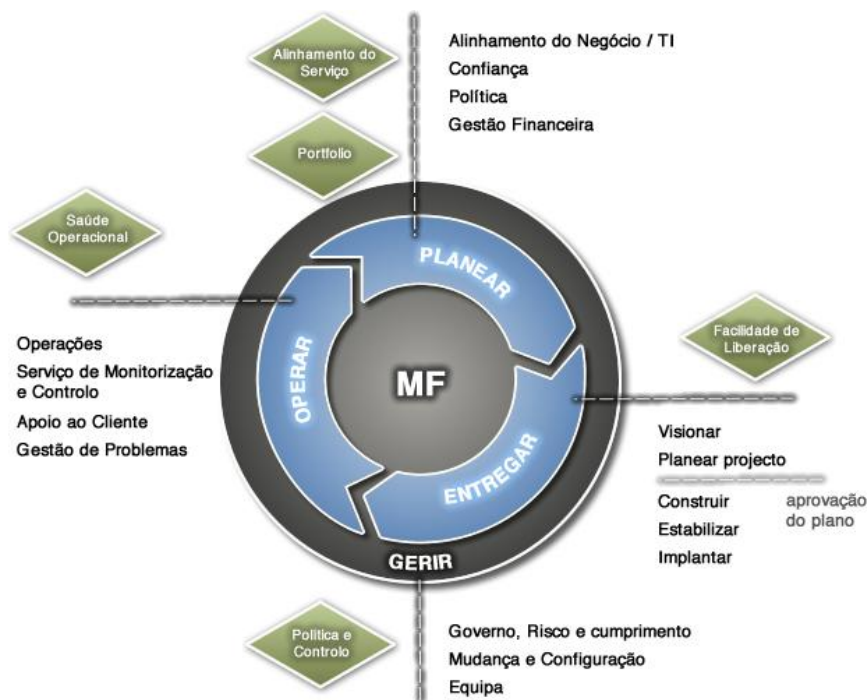 Alinhamento do
Serviço
Alinhamento do Negócio / TI
Confiança
Política
Gestão Financeira
Portfolio
Saúde
Operacional
PLANEAR
Facilidade de
Liberação
Operações
Serviço de Monitorização
e Controlo
Apoio ao Cliente
Gestão de Problemas
OPERAR
MF
ENTREGAR
Visionar
Planear projecto
Construir
Estabilizar
Implantar
aprovação
do plano
GERIR
Política e
Controlo
Governo, Risco e cumprimento
Mudança e Configuração
Equipa